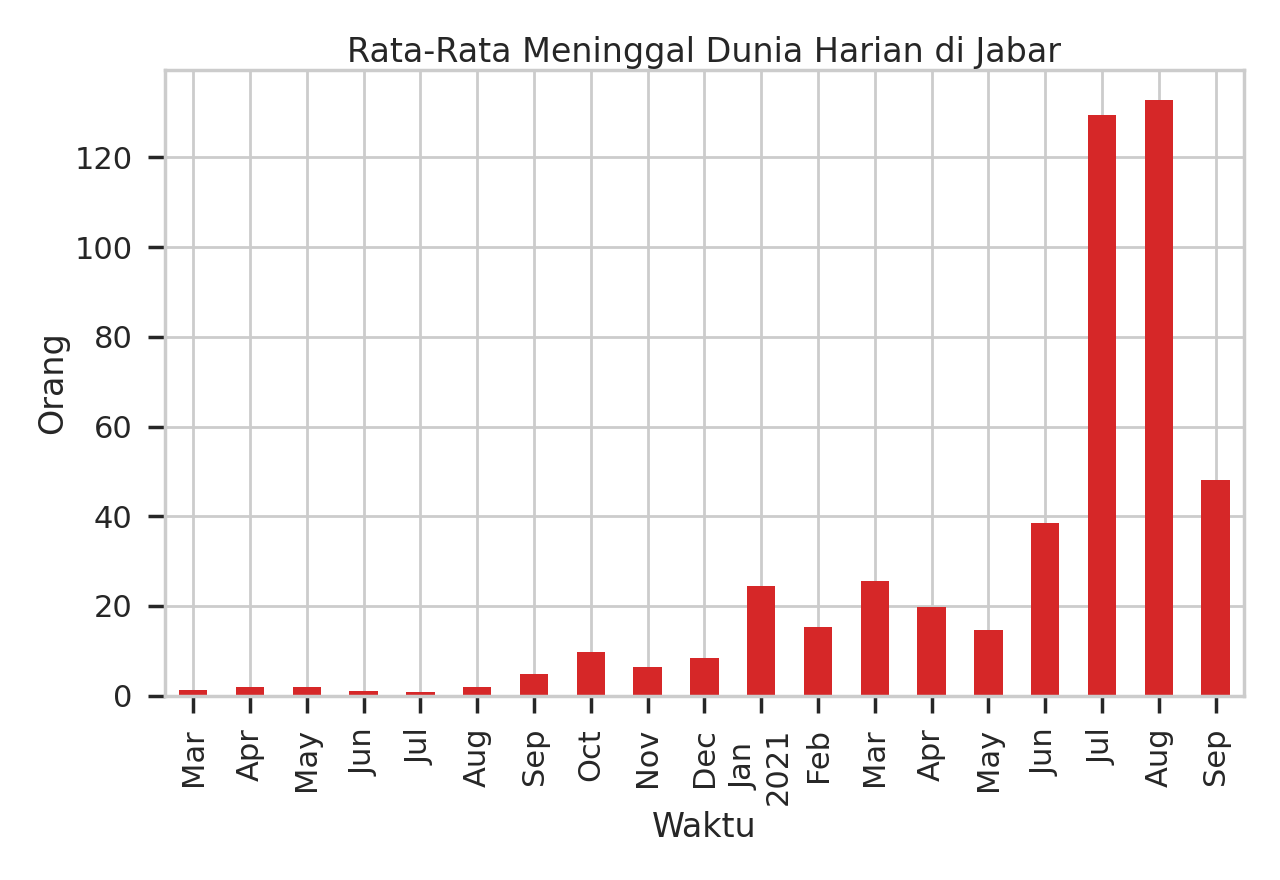 Rata-Rata Meninggal Dunia Harian di Jabar
Orang
120
100
80
60
40
20
0
Mar
Apr
May
Jun
Jul
Aug
Sep
Oct
Nov
Dec
Jan
2021
Feb
Mar
Apr
May
Jun
Jul
Aug
Sep
Waktu